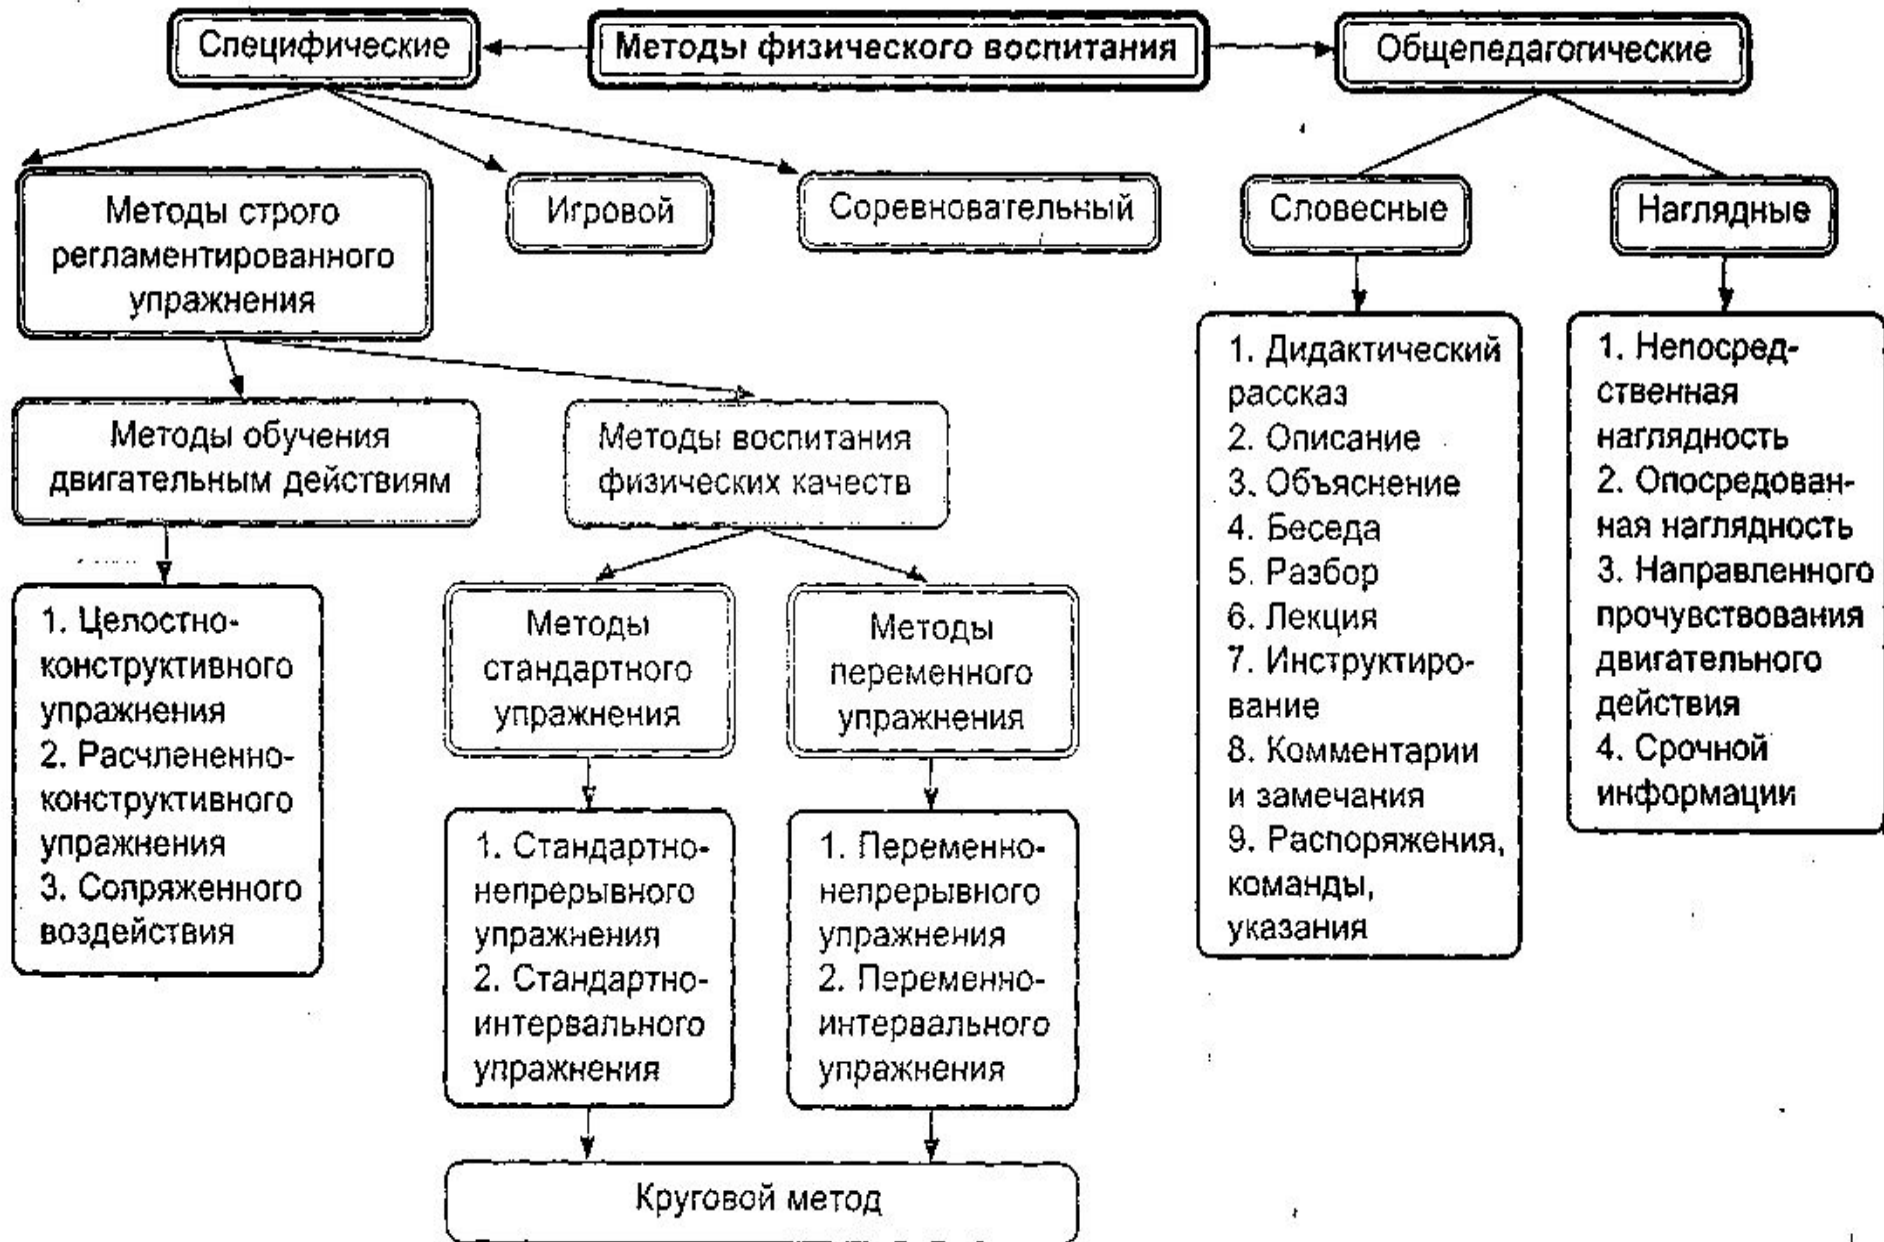 Специфические
Методы физического воспитания
Общепедагогические
Методы строго
регламентированного
упражнения
Игровой
Соревновательный
Словесные
Наглядные
Методы обучения
двигательным действиям
Методы воспитания
физических качеств
1. Целостно-
конструктивного
упражнения
2. Расчлененно-
конструктивного
упражнения
3. Сопряженного
воздействия
Методы
стандартного
упражнения
Методы
переменного
упражнения
1. Стандартно-
непрерывного
упражнения
2. Стандартно-
интервального
упражнения
1. Переменно-
непрерывного
упражнения
2. Переменно-
интервального
упражнения
Круговой метод
1. Дидактический
рассказ
2. Описание
3. Объяснение
4. Беседа
5. Разбор
6. Лекция
7. Инструктиро-
вание
8. Комментарии
и замечания
9. Распоряжения,
команды,
указания
1. Непосред-
ственная
наглядность
2. Опосредован-
ная наглядность
3. Направленного
прочувствования
двигательного
действия
4. Срочной
информации